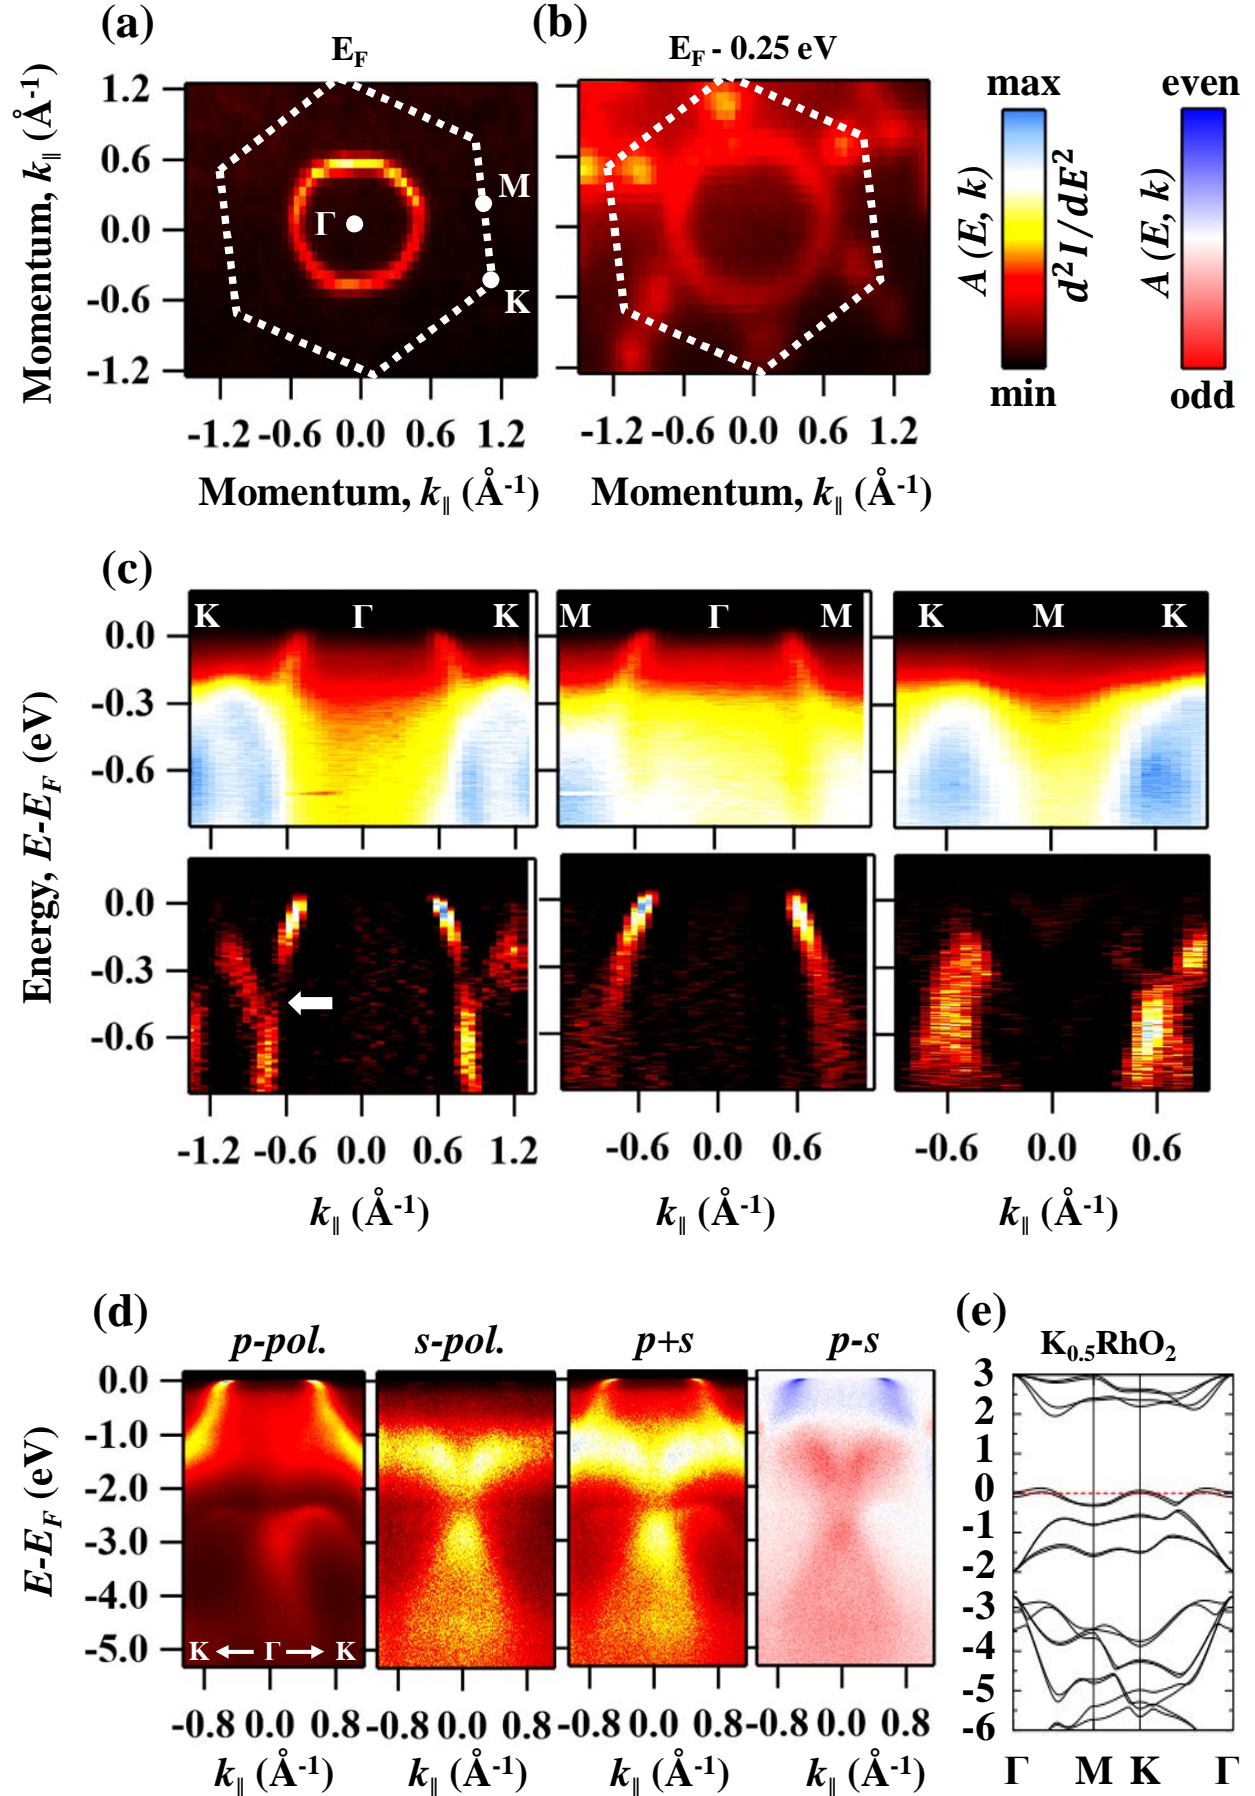 (a)
(b)
E_F
E_F - 0.25 eV
Momentum, k_∥ (Å⁻¹)
1.2
0.6
0.0
-0.6
-1.2
Γ
M
K
-1.2 -0.6 0.0 0.6 1.2
-1.2 -0.6 0.0 0.6 1.2
Momentum, k_∥ (Å⁻¹)
Momentum, k_∥ (Å⁻¹)
max
even
A (E, k)
d²I/dE²
A (E, k)
min
odd
(c)
K Γ K
M Γ M
K M K
Energy, E-E_F (eV)
0.0
-0.3
-0.6
0.0
-0.3
-0.6
-1.2 -0.6 0.0 0.6 1.2
-0.6 0.0 0.6
-0.6 0.0 0.6
k_∥ (Å⁻¹)
k_∥ (Å⁻¹)
k_∥ (Å⁻¹)
(d)
p-pol.
s-pol.
p+s
p-s
E-E_F (eV)
0.0
-1.0
-2.0
-3.0
-4.0
-5.0
K Γ K
-0.8 0.0 0.8
-0.8 0.0 0.8
-0.8 0.0 0.8
-0.8 0.0 0.8
k_∥ (Å⁻¹)
k_∥ (Å⁻¹)
k_∥ (Å⁻¹)
k_∥ (Å⁻¹)
(e)
K₀.₅RhO₂
3
2
1
0
-1
-2
-3
-4
-5
-6
Γ M K Γ